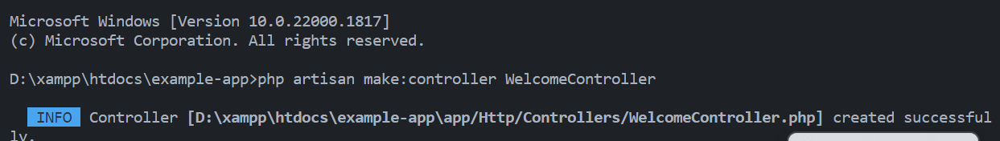 Microsoft Windows [Version 10.0.22000.1817]
(c) Microsoft Corporation. All rights reserved.
D:\xampp\htdocs\example-app>php artisan make:controller WelcomeController
INFO Controller [D:\xampp\htdocs\example-app\app/Http/Controllers/WelcomeController.php] created successful
ly.